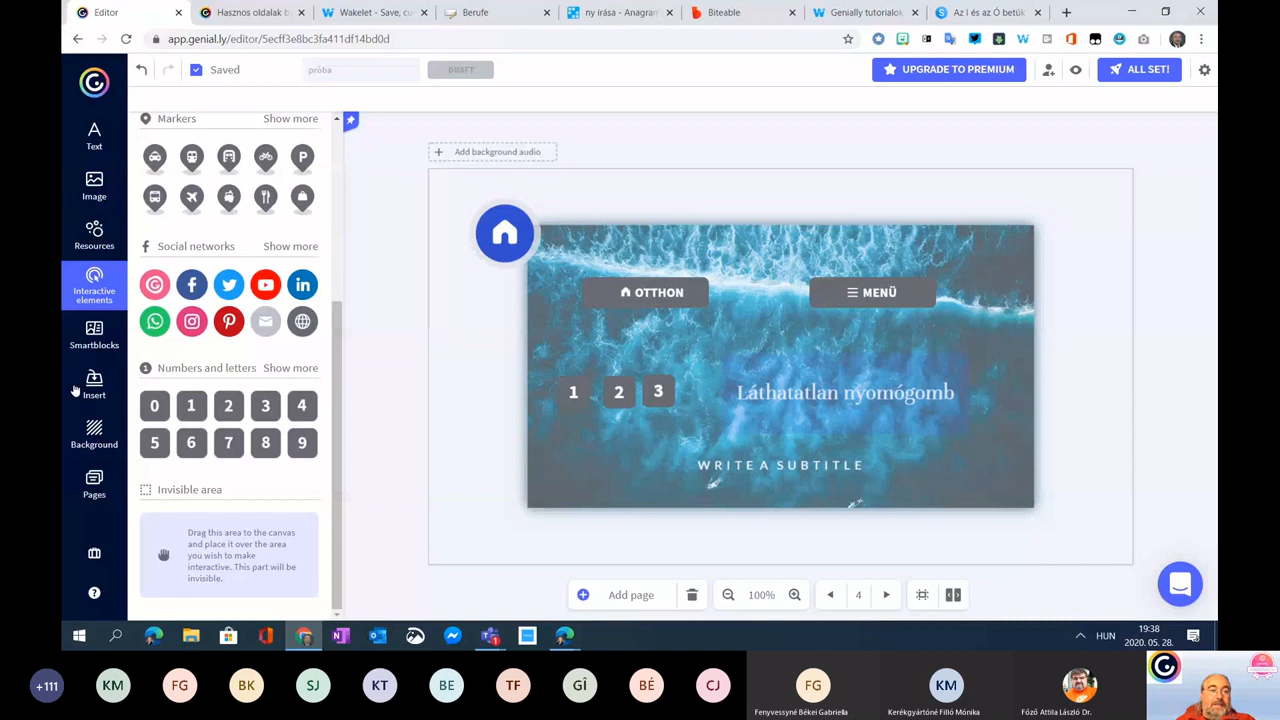 Editor
Hasznos oldalak b
Wakelet - Save, cu
Berufe
ny írása - Anagram
Biteable
Genially tutorialok,
Az I és az Ó betűk
app.genial.ly/editor/5ecff3e8bc3fa411df14bd0d
Saved
próba
DRAFT
UPGRADE TO PREMIUM
ALL SET!
Text
Image
Resources
Interactive
elements
Smartblocks
Insert
Background
Pages
Markers Show more
P
Social networks Show more
Numbers and letters Show more
0 1 2 3 4
5 6 7 8 9
Invisible area
Drag this area to the canvas
and place it over the area
you wish to make
interactive. This part will be
invisible.
Add background audio
OTTHON
MENÜ
1 2 3
Láthatatlan nyomógomb
WRITE A SUBTITLE
Add page
100%
4
HUN
19:38
2020. 05. 28.
+111
KM
FG
BK
SJ
KT
BE
TF
GÎ
BÉ
CJ
FG
Fenyvessyné Békei Gabriella
KM
Kerékgyártóné Filló Mónika
Főző Attila László Dr.